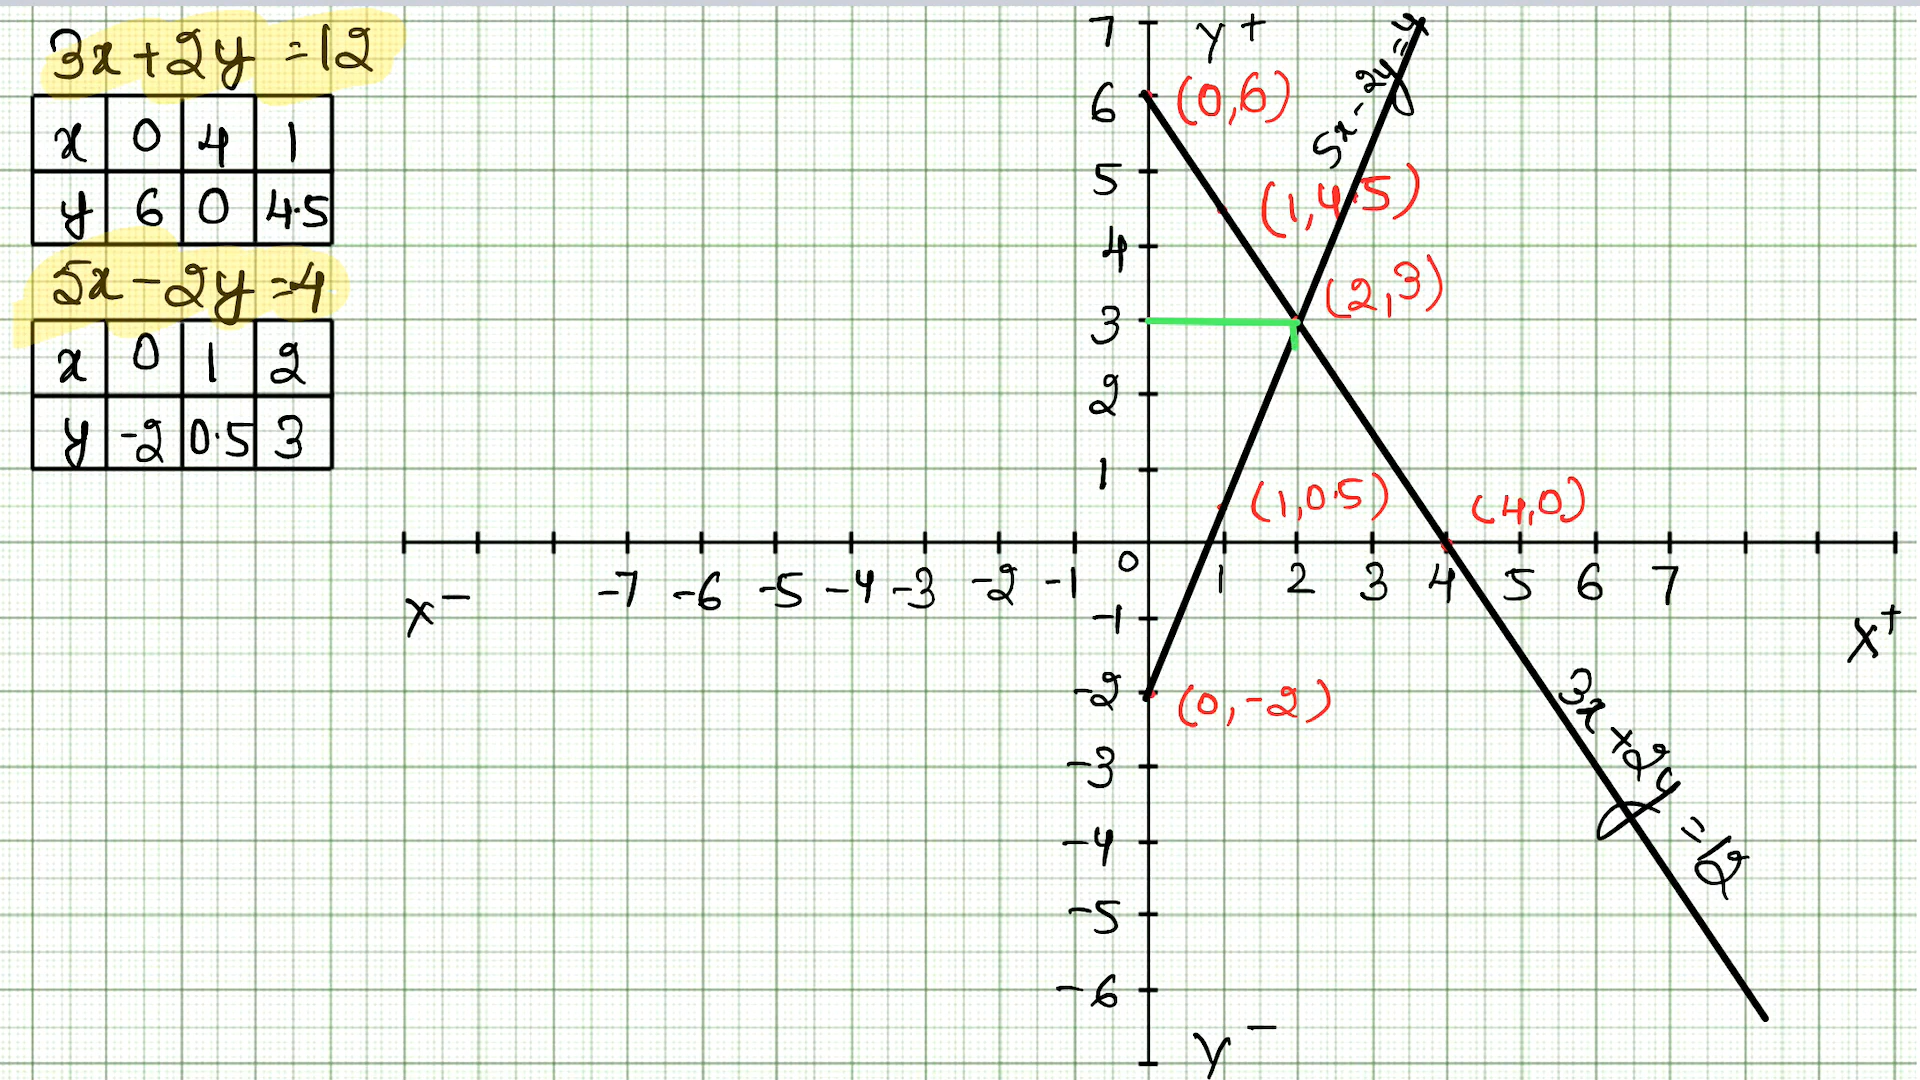 3x+2y=12
x 0 4 1
y 6 0 4.5
5x-2y=4
x 0 1 2
y -2 0.5 3
y+
7
6
5
4
3
2
1
0
-1
-2
-3
-4
-5
-6
y-
x-
-7 -6 -5 -4 -3 -2 -1
1 2 3 4 5 6 7
x+
(0,6)
(1,4.5)
(2,3)
(1,0.5)
(4,0)
(0,-2)
5x-2y=4
3x+2y=12